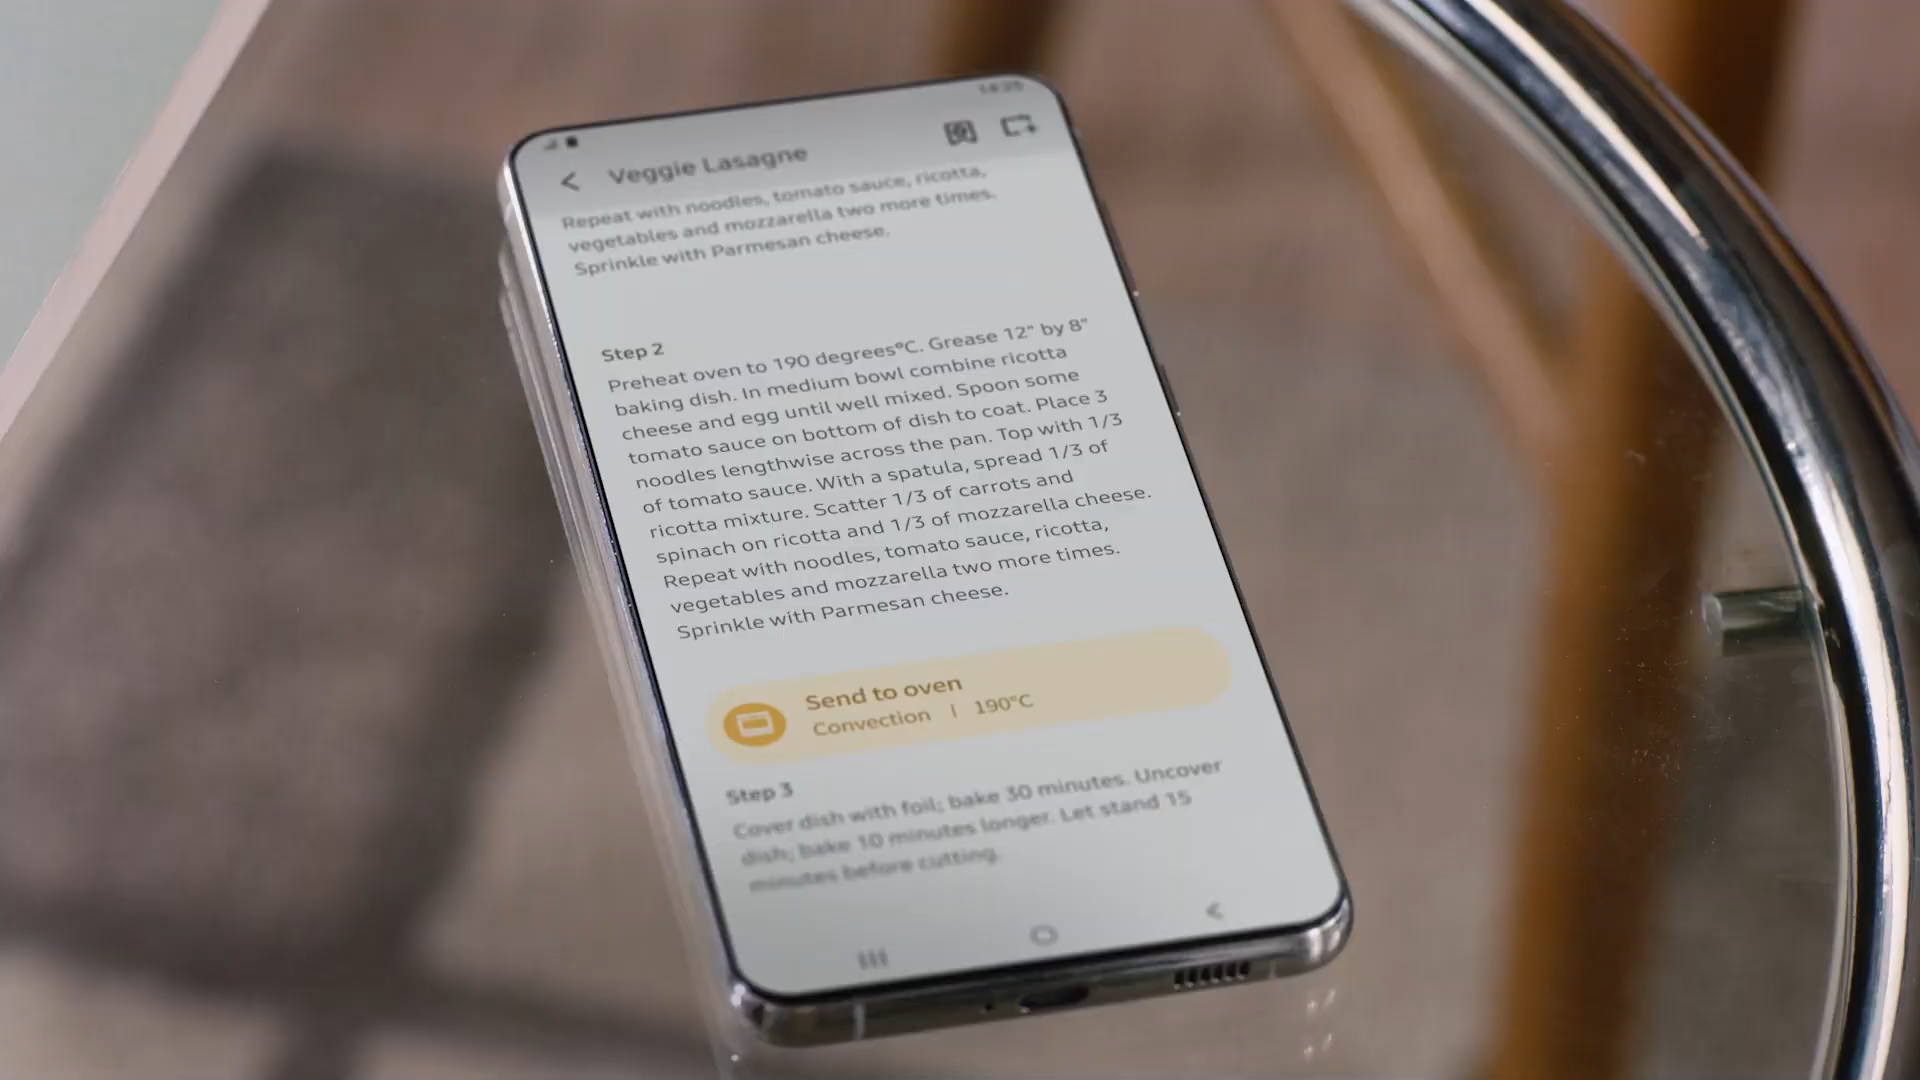 Veggie Lasagne
Repeat with noodles, tomato sauce, ricotta,
vegetables and mozzarella two more times.
Sprinkle with Parmesan cheese.
Step 2
Preheat oven to 190 degrees°C. Grease 12" by 8"
baking dish. In medium bowl combine ricotta
cheese and egg until well mixed. Spoon some
tomato sauce on bottom of dish to coat. Place 3
noodles lengthwise across the pan. Top with 1/3
of tomato sauce. With a spatula, spread 1/3 of
ricotta mixture. Scatter 1/3 of carrots and
spinach on ricotta and 1/3 of mozzarella cheese.
Repeat with noodles, tomato sauce, ricotta,
vegetables and mozzarella two more times.
Sprinkle with Parmesan cheese.
Send to oven
Convection | 190°C
Step 3
Cover dish with foil; bake 30 minutes. Uncover
dish; bake 10 minutes longer. Let stand 15
minutes before cutting.